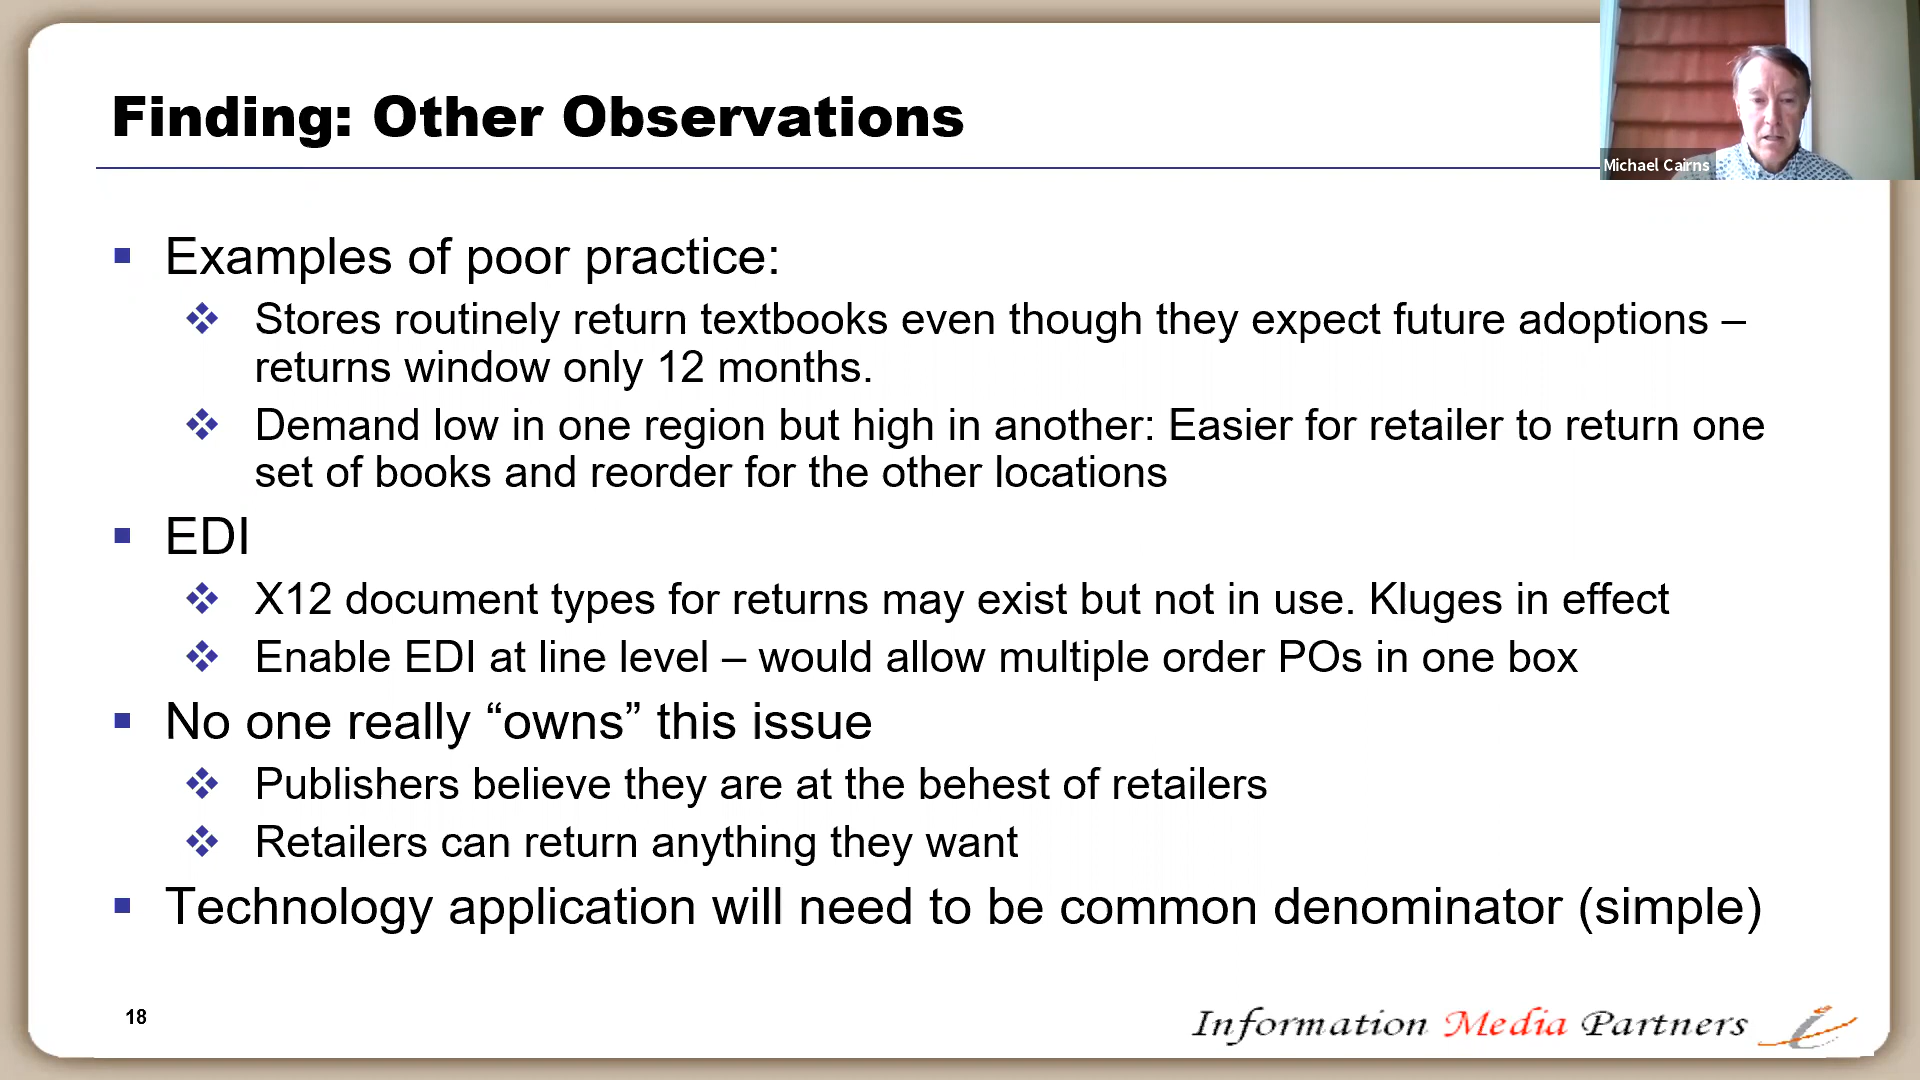 Finding: Other Observations
Michael Cairns
Examples of poor practice:
Stores routinely return textbooks even though they expect future adoptions –
returns window only 12 months.
Demand low in one region but high in another: Easier for retailer to return one
set of books and reorder for the other locations
EDI
X12 document types for returns may exist but not in use. Kluges in effect
Enable EDI at line level – would allow multiple order POs in one box
No one really “owns” this issue
Publishers believe they are at the behest of retailers
Retailers can return anything they want
Technology application will need to be common denominator (simple)
18
Information Media Partners